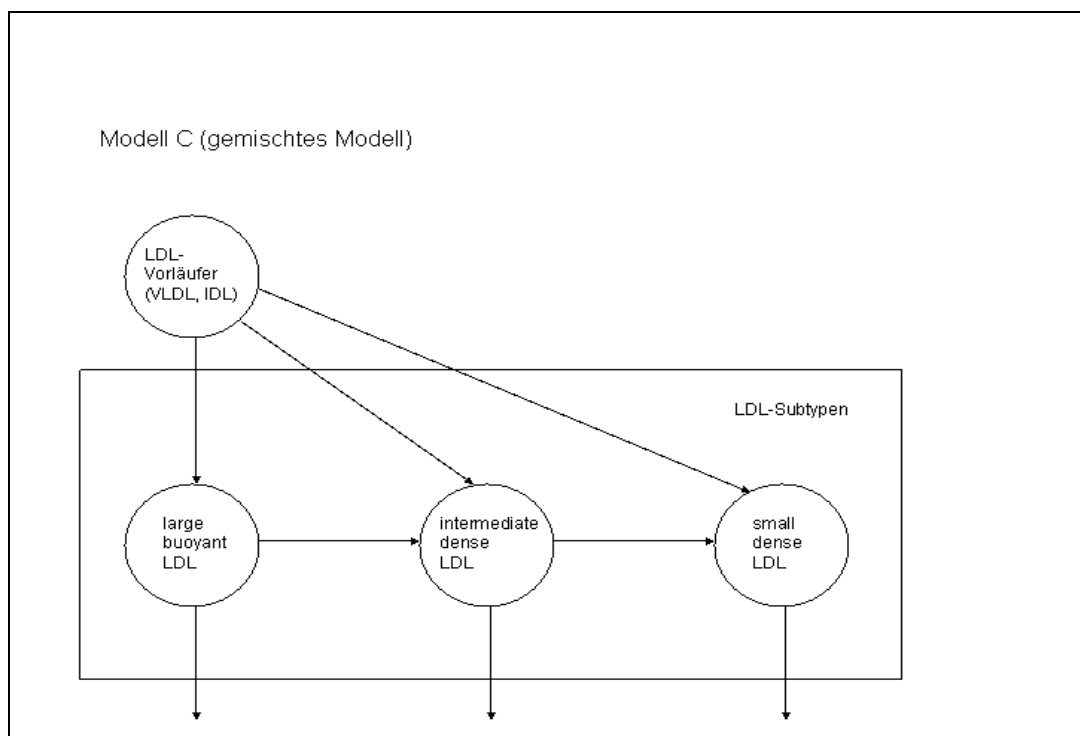 Modell C (gemischtes Modell)
LDL-
Vorläufer
(VLDL, IDL)
LDL-Subtypen
large
buoyant
LDL
intermediate
dense
LDL
small
dense
LDL